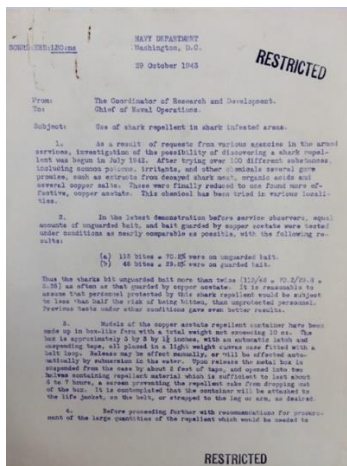 NAVY DEPARTMENT
Washington, D.C.
29 October 1943
RESTRICTED
From: The Coordinator of Research and Development.
To: Chief of Naval Operations.
Subject: Use of shark repellent in shark infested areas.
1. As a result of requests from various agencies in the armed
services, investigation of the possibility of discovering a shark repel-
lent was begun in July 1942. After trying over 100 different substances,
including common poisons, irritants, and other chemicals several gave
promise, such as extracts from decayed shark meat, organic acids and
several copper salts. These were finally reduced to one found more ef-
fective, copper acetate. This chemical has been tried in various locali-
ties.
2. In the latest demonstration before service observers, equal
amounts of unguarded bait, and bait guarded by copper acetate were tested
under conditions as nearly comparable as possible, with the following re-
sults:
(a) 113 bites = 70.2% were on unguarded bait.
(b) 48 bites = 29.8% were on guarded bait.
Thus the sharks bit unguarded bait more than twice (113/48 = 70.2/29.8 =
2.35) as often as that guarded by copper acetate. It is reasonable to
assume that personnel protected by this shark repellent would be subject
to less than half the risk of being bitten, than unprotected personnel.
Previous tests under other conditions gave even better results.
3. Models of the copper acetate repellent container have been
made up in box-like form with a total weight not exceeding 10 oz. The
box is approximately 3 by 3 by 1½ inches, with an automatic latch and
suspending tape, all placed in a light weight canvas case fitted with a
belt loop. Release may be effected manually, or will be effected auto-
matically by submersion in the water. Upon release the metal box is
suspended from the case by about 2 feet of tape, and opened into two
halves containing repellent material which is sufficient to last about
to 7 hours, a screen preventing the repellent cake from dropping out
of the box. It is contemplated that the container will be attached to
the life jacket, on the belt, or strapped to the leg or arm, as desired.
4. Before proceeding further with recommendations for procure-
ment of the large quantities of the repellent which would be needed to
RESTRICTED